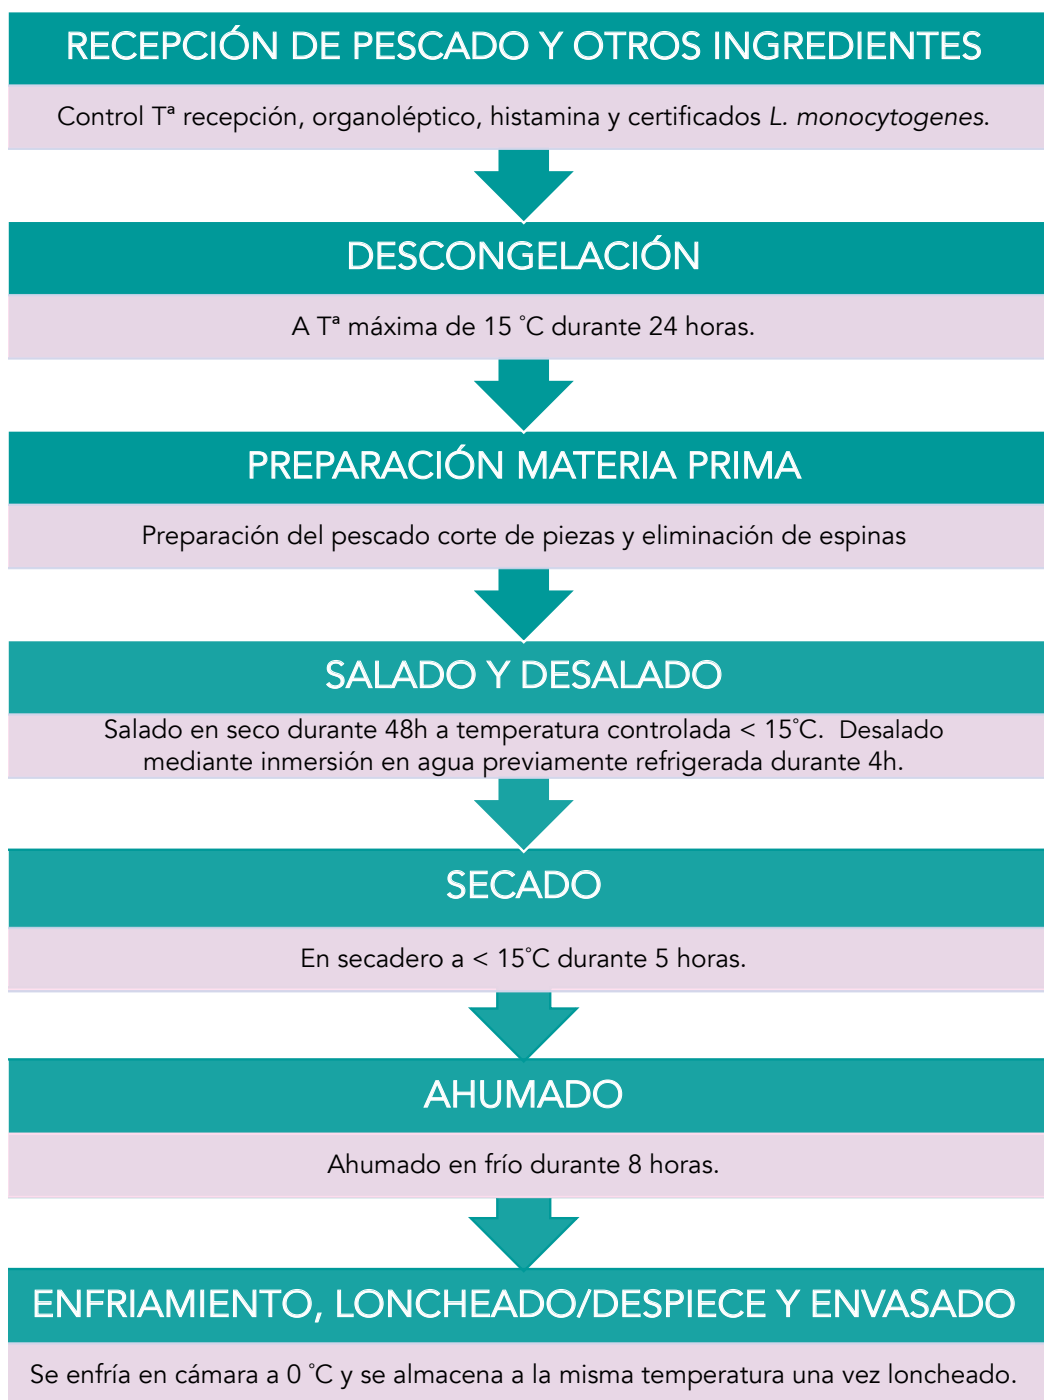 RECEPCIÓN DE PESCADO Y OTROS INGREDIENTES
Control Tª recepción, organoléptico, histamina y certificados L. monocytogenes.
DESCONGELACIÓN
A Tª máxima de 15 ˚C durante 24 horas.
PREPARACIÓN MATERIA PRIMA
Preparación del pescado corte de piezas y eliminación de espinas
SALADO Y DESALADO
Salado en seco durante 48h a temperatura controlada < 15˚C. Desalado
mediante inmersión en agua previamente refrigerada durante 4h.
SECADO
En secadero a < 15˚C durante 5 horas.
AHUMADO
Ahumado en frío durante 8 horas.
ENFRIAMIENTO, LONCHEADO/DESPIECE Y ENVASADO
Se enfría en cámara a 0 ˚C y se almacena a la misma temperatura una vez loncheado.